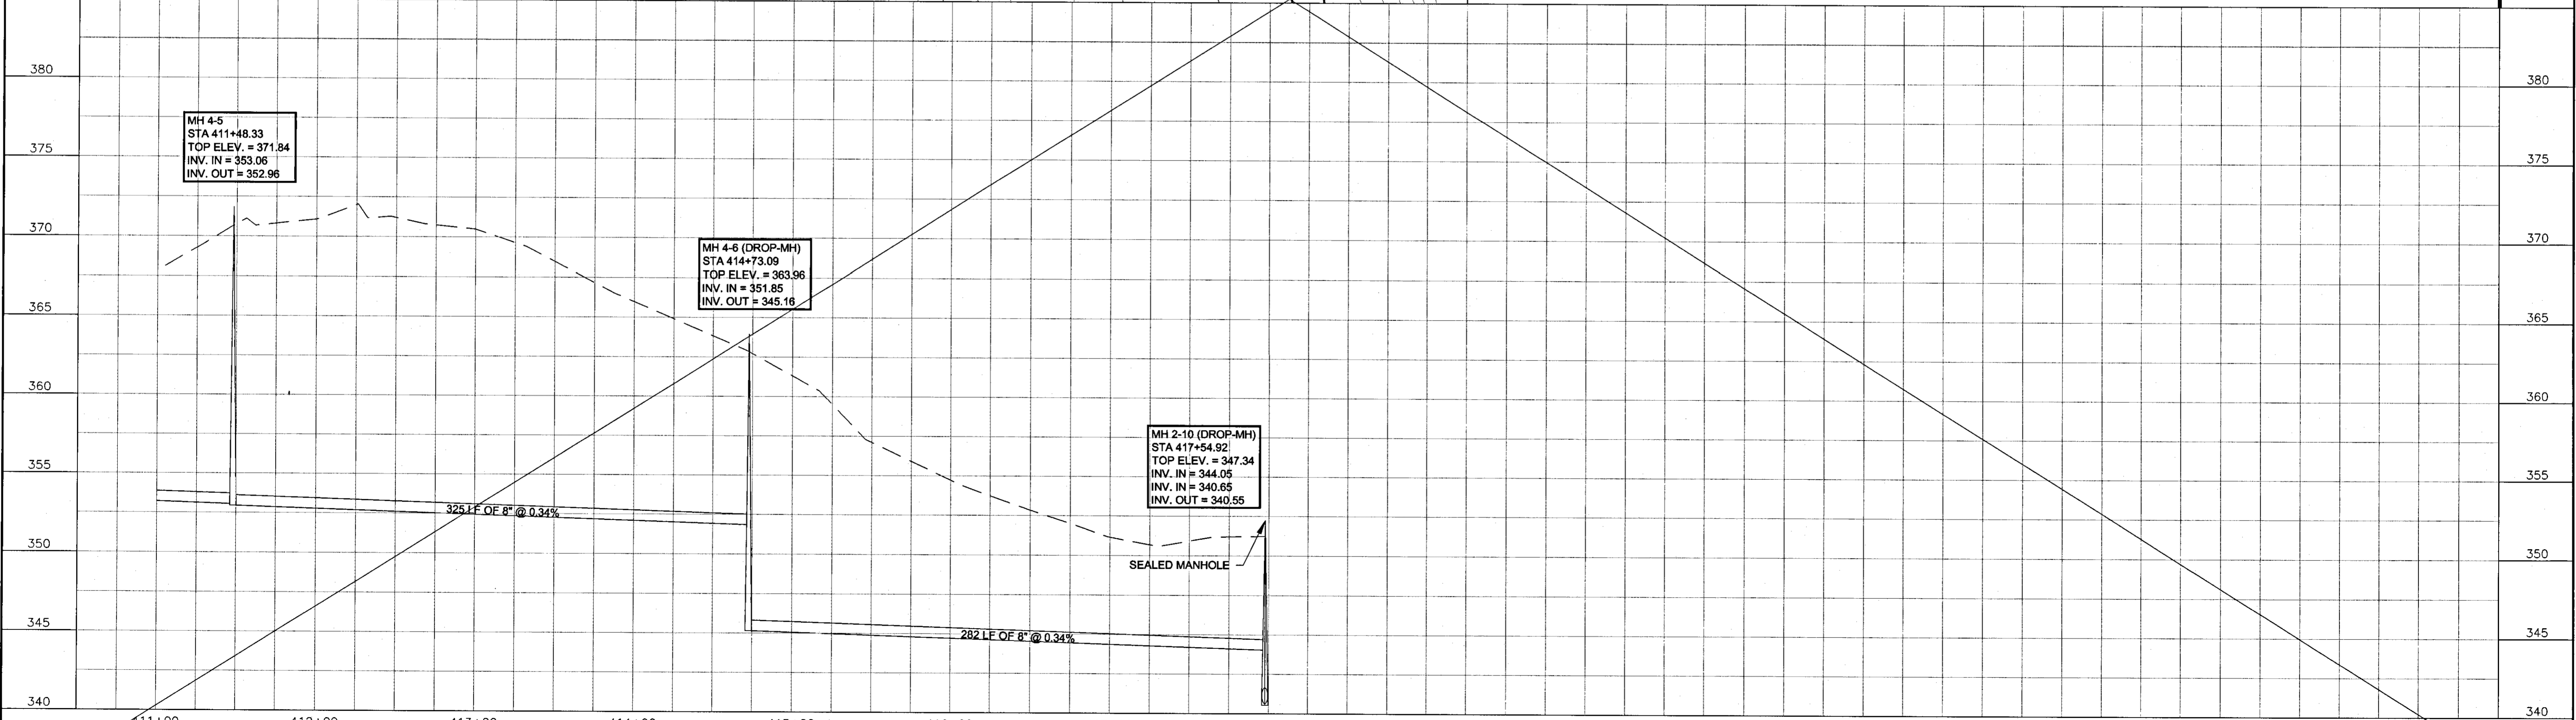 380
380
MH 4-5
STA 411+48.33
TOP ELEV. = 371.84
INV. IN = 353.06
INV. OUT = 352.96
375
375
370
370
MH 4-6 (DROP-MH)
STA 414+73.09
TOP ELEV. = 363.96
INV. IN = 351.85
INV. OUT = 345.16
365
365
360
360
MH 2-10 (DROP-MH)
STA 417+54.92
TOP ELEV. = 347.34
INV. IN = 344.05
INV. IN = 340.65
INV. OUT = 340.55
355
355
325 LF OF 8" @ 0.34%
350
350
SEALED MANHOLE
345
345
282 LF OF 8" @ 0.34%
340
340